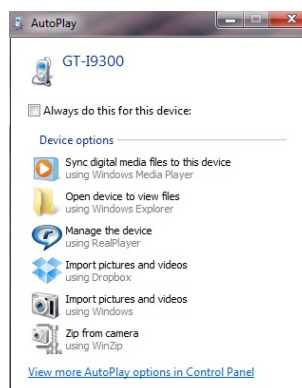 AutoPlay
GT-I9300
Always do this for this device:
Device options
Sync digital media files to this device
using Windows Media Player
Open device to view files
using Windows Explorer
Manage the device
using RealPlayer
Import pictures and videos
using Dropbox
Import pictures and videos
using Windows
Zip from camera
using WinZip
View more AutoPlay options in Control Panel